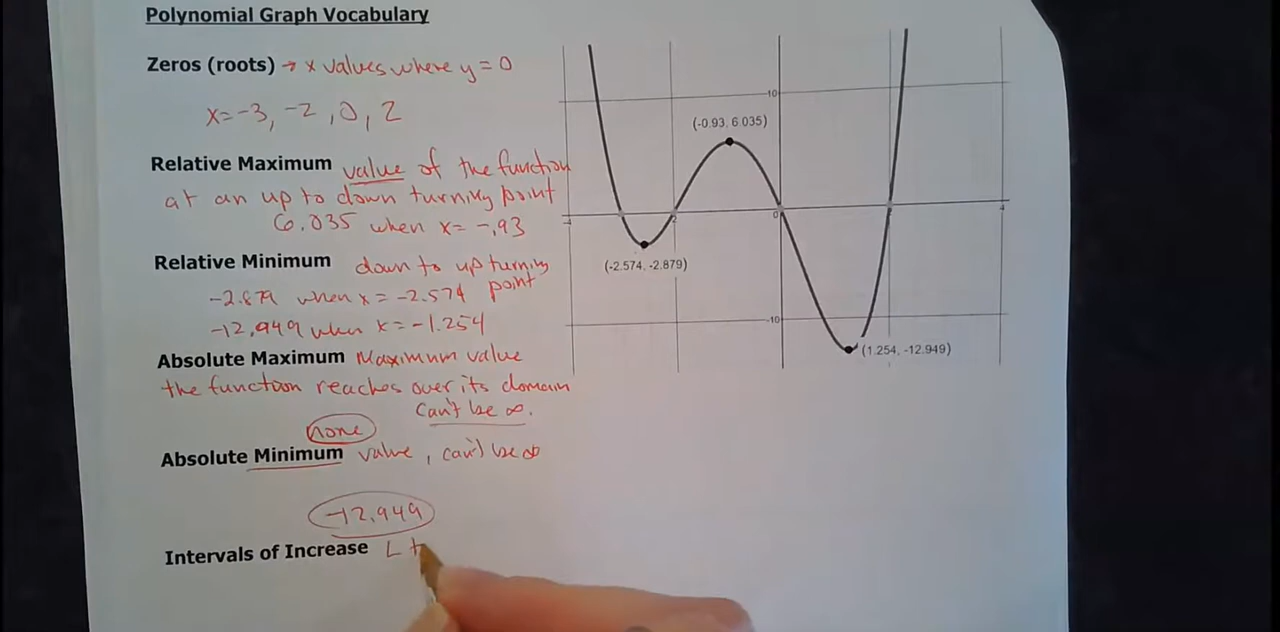 Polynomial Graph Vocabulary
Zeros (roots) → x values where y = 0
x = -3, -2, 0, 2
Relative Maximum value of the function
at an up to down turning point
6.035 when x = -.93
Relative Minimum down to up turning
point
-2.879 when x = -2.574
-12.949 when x = -1.254
Absolute Maximum Maximum value
the function reaches over its domain
can't be ∞.
none
Absolute Minimum value, can't be ∞
-12.949
Intervals of Increase L t
10
(-0.93, 6.035)
-4
-2
0
2
4
(-2.574, -2.879)
-10
(1.254, -12.949)